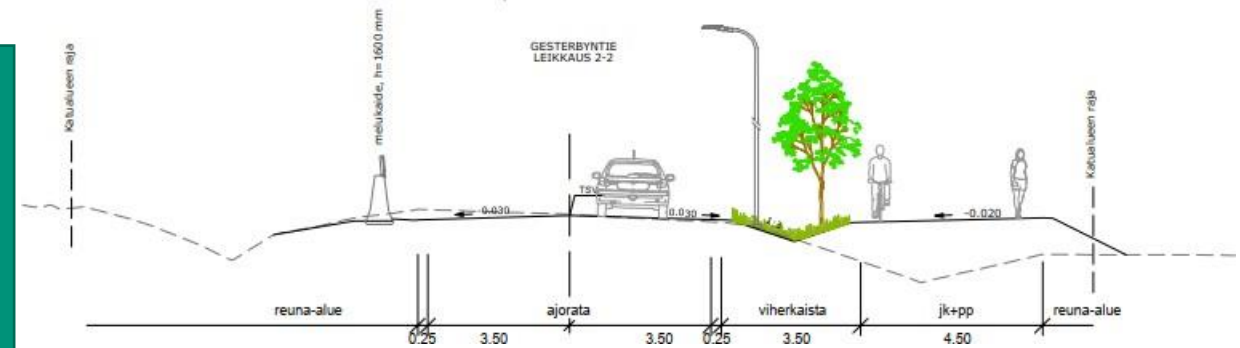 GESTERBYNTIE
LEIKKAUS 2-2
Katualueen raja
melukaide, h=1600 mm
Katualueen raja
TSV
0.030
0.030
-0.020
reuna-alue
ajorata
viherkaista
jk+pp
reuna-alue
0.25
3.50
3.50
0.25
3.50
4.50